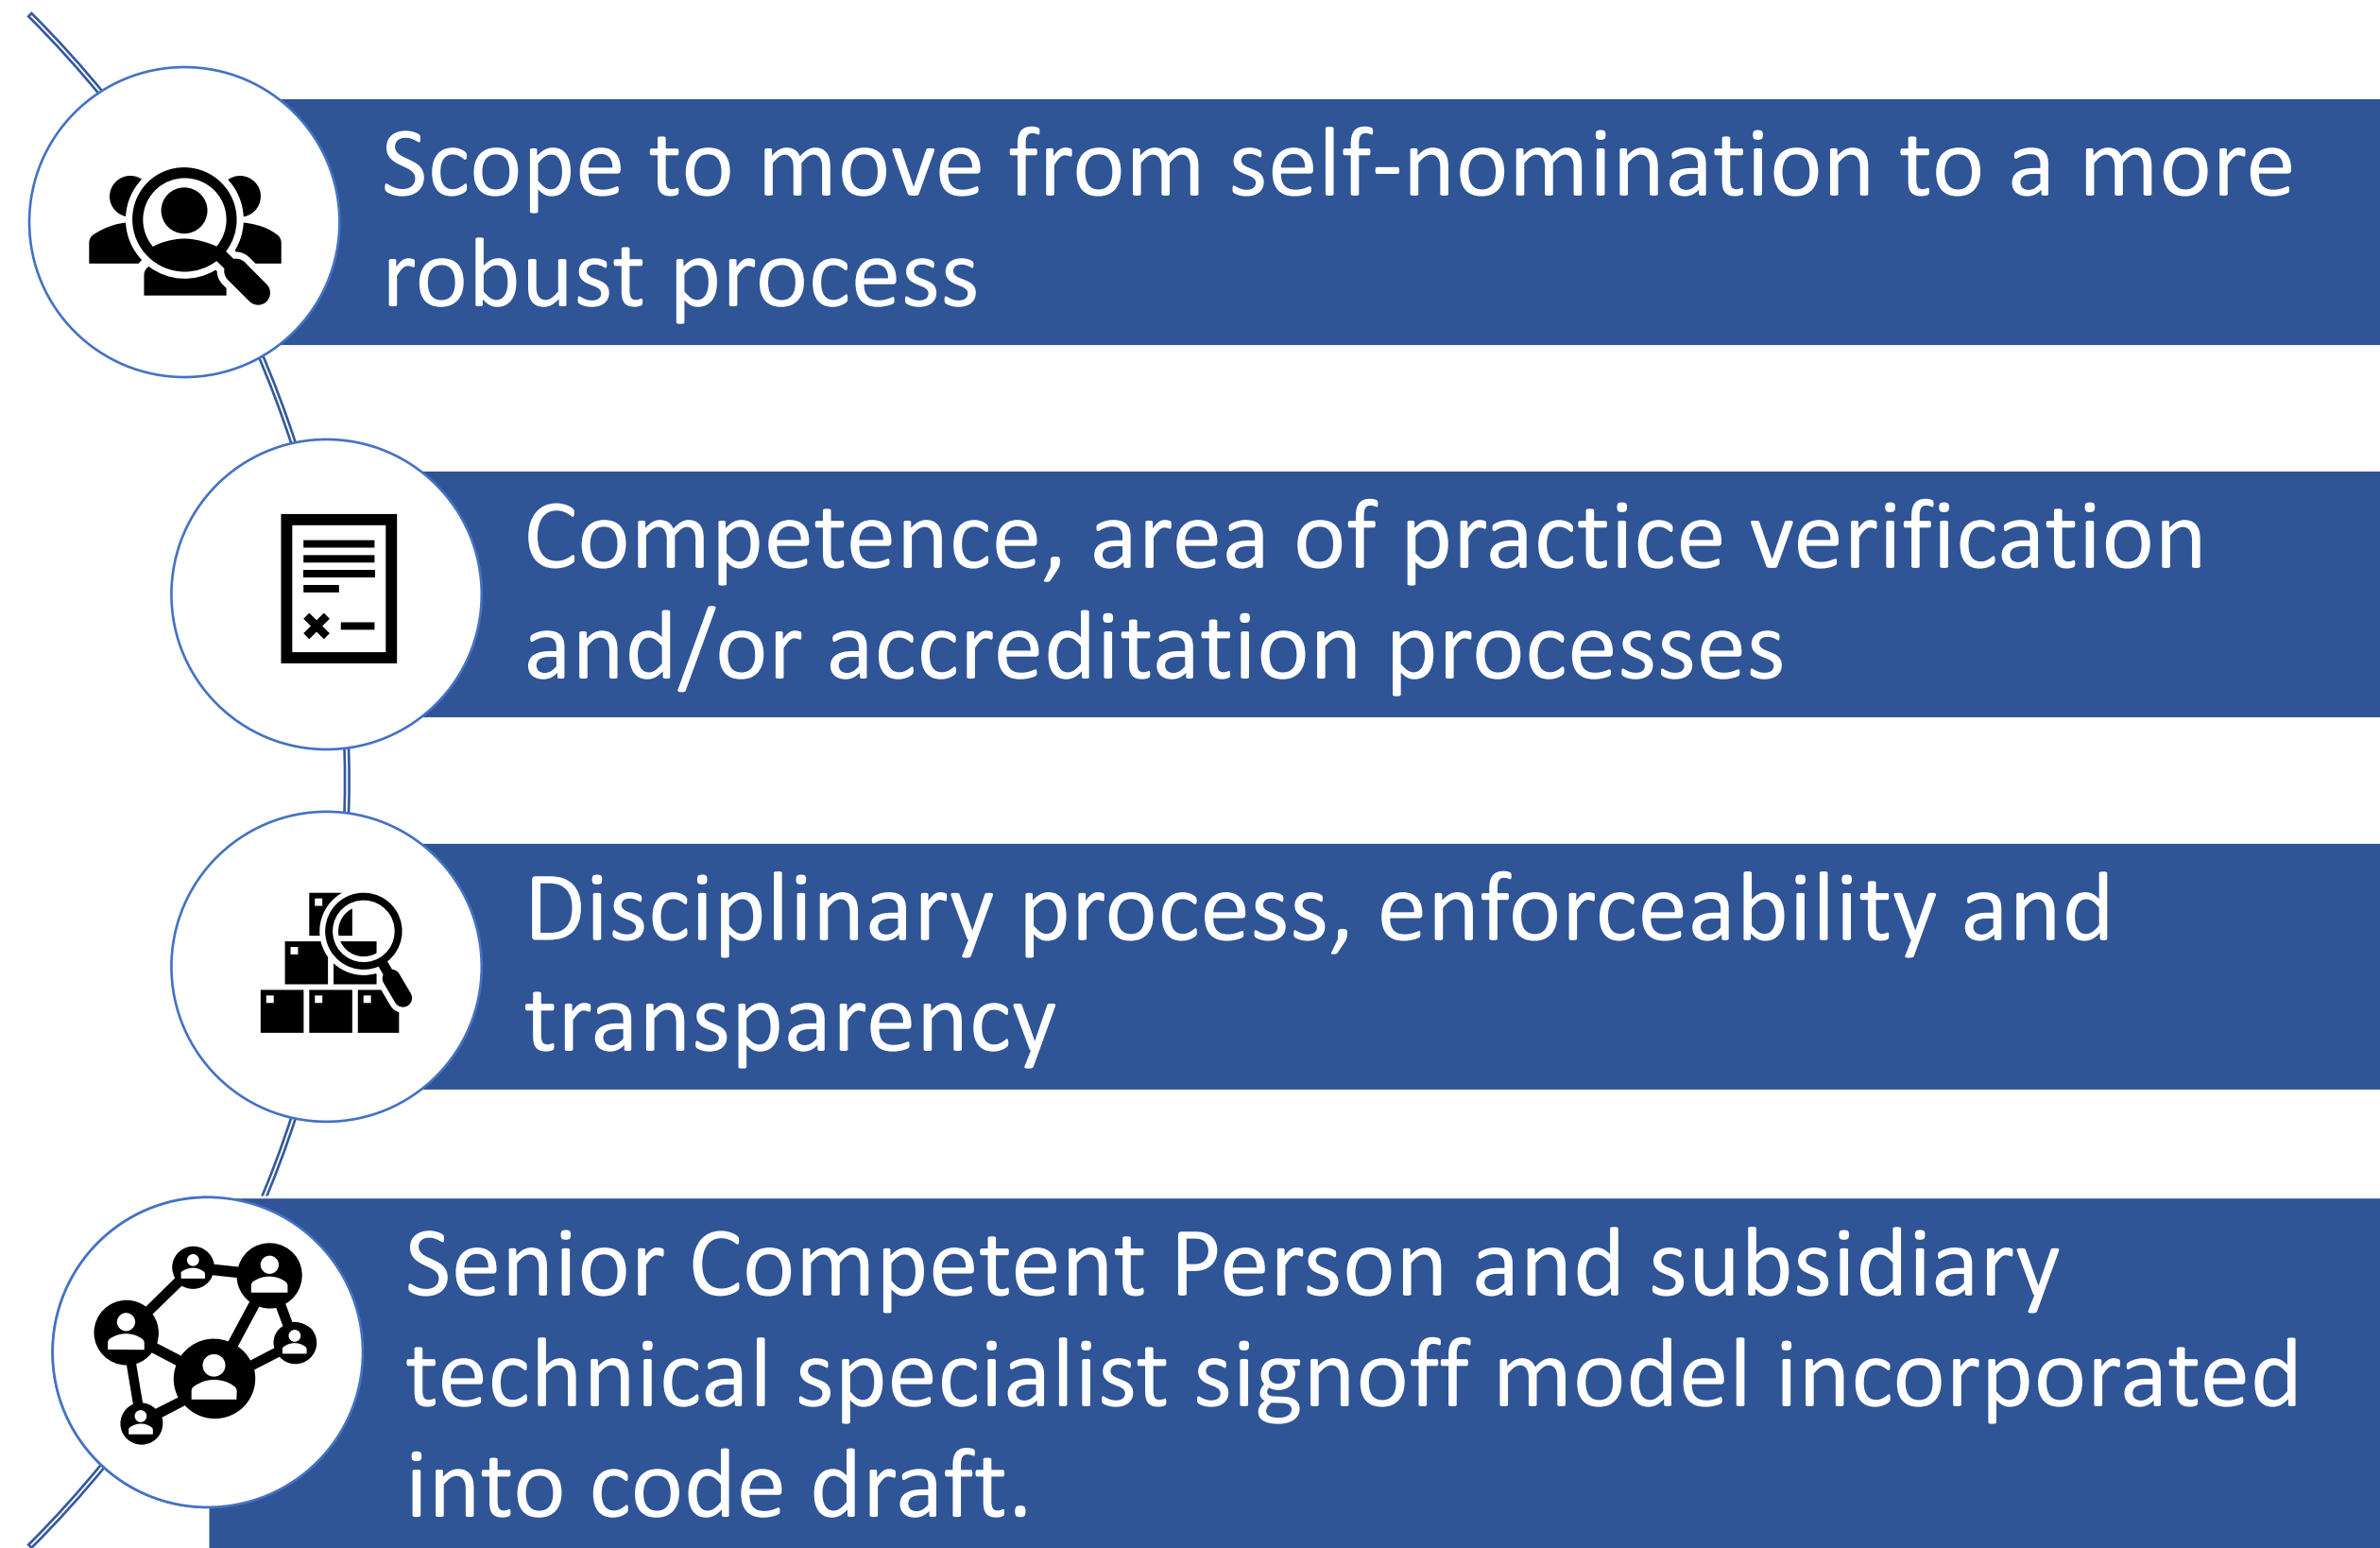 Scope to move from self-nomination to a more
robust process
Competence, area of practice verification
and/or accreditation processes
Disciplinary process, enforceability and
transparency
Senior Competent Person and subsidiary
technical specialist signoff model incorporated
into code draft.